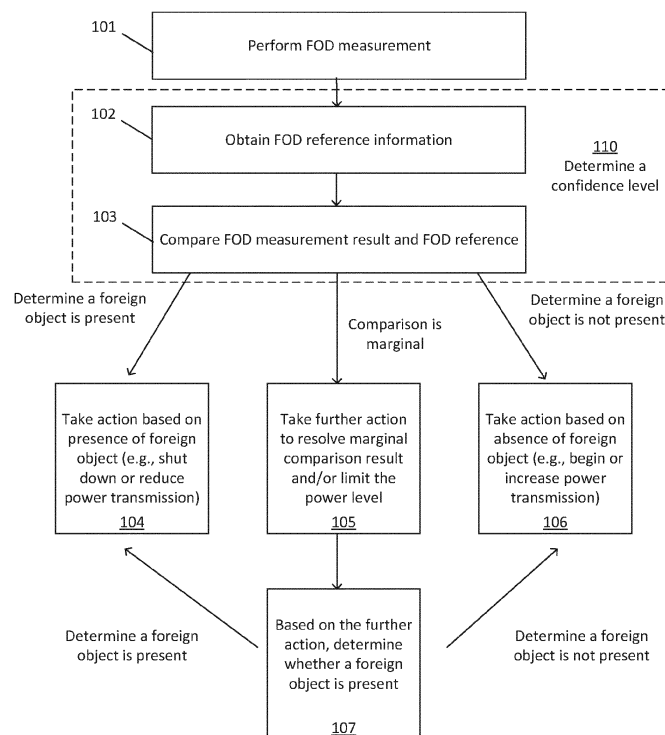 101
Perform FOD measurement
102
Obtain FOD reference information
110
Determine a
confidence level
103
Compare FOD measurement result and FOD reference
Determine a foreign
object is present
Comparison is
marginal
Determine a foreign
object is not present
Take action based on
presence of foreign
object (e.g., shut
down or reduce
power transmission)
104
Take further action
to resolve marginal
comparison result
and/or limit the
power level
105
Take action based on
absence of foreign
object (e.g., begin or
increase power
transmission)
106
Determine a foreign
object is present
Based on the further
action, determine
whether a foreign
object is present
107
Determine a foreign
object is not present